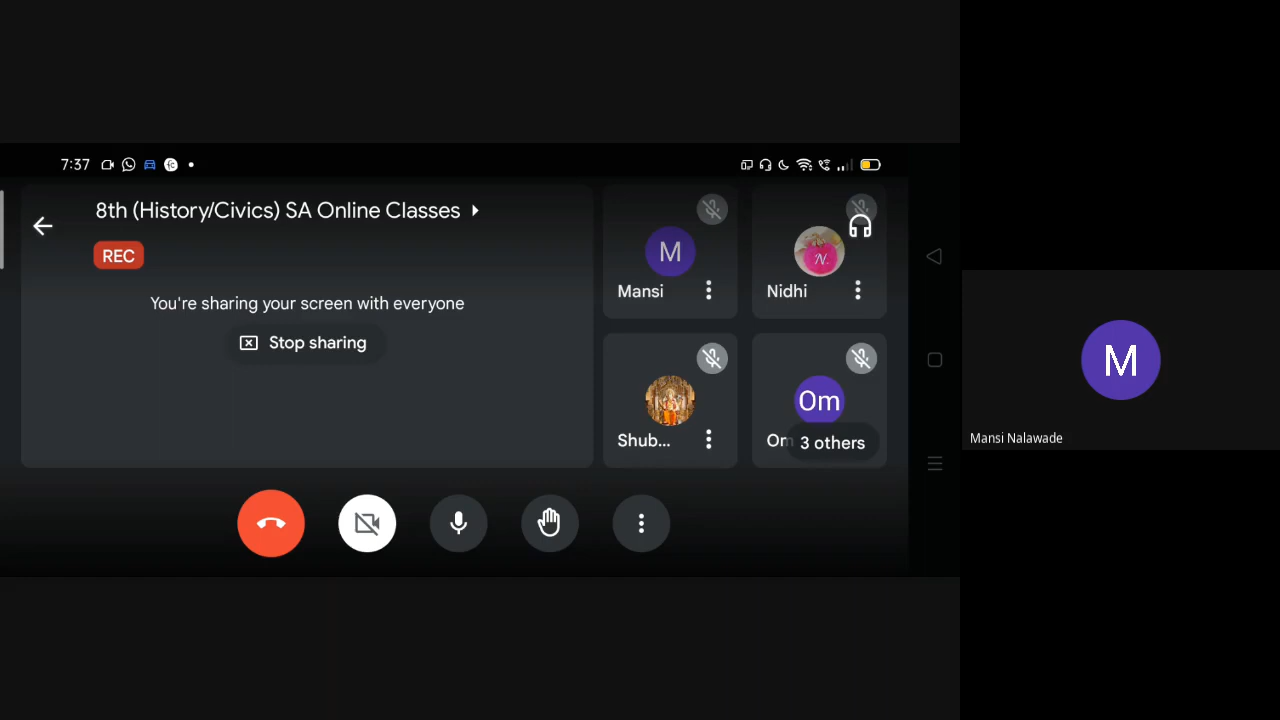 7:37
8th (History/Civics) SA Online Classes
REC
You're sharing your screen with everyone
Stop sharing
M
Mansi
N.
Nidhi
Shub...
Om
Om
3 others
M
Mansi Nalawade